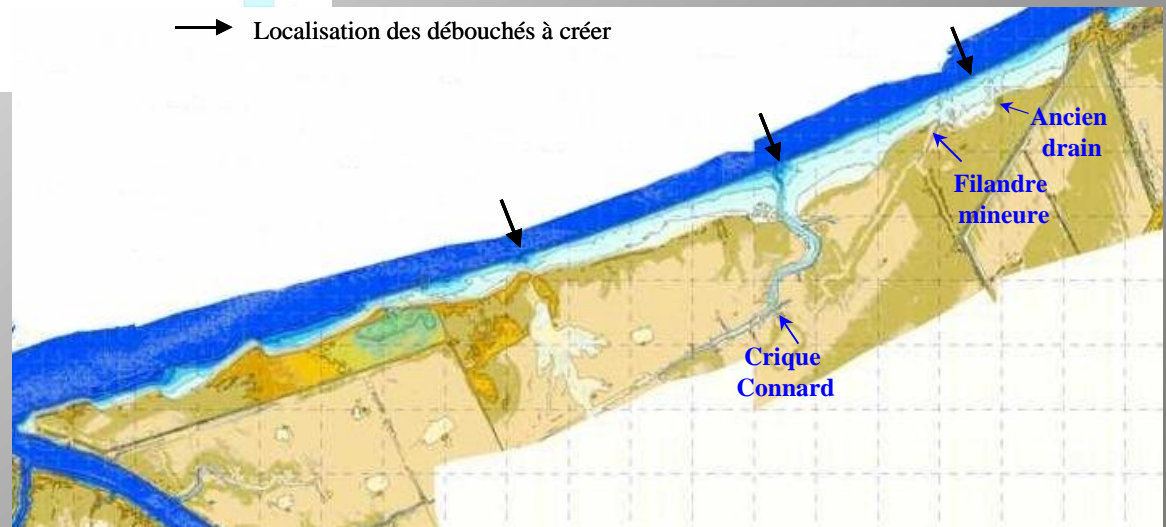 Localisation des débouchés à créer
Ancien
drain
Filandre
mineure
Crique
Connard